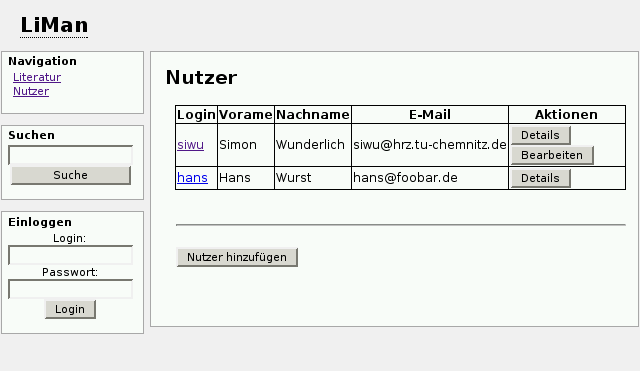 LiMan
Navigation
Literatur
Nutzer
Suchen
Suche
Einloggen
Login:
Passwort:
Login
Nutzer
Login Vorame Nachname E-Mail Aktionen
siwu Simon Wunderlich siwu@hrz.tu-chemnitz.de Details
Bearbeiten
hans Hans Wurst hans@foobar.de Details
Nutzer hinzufügen